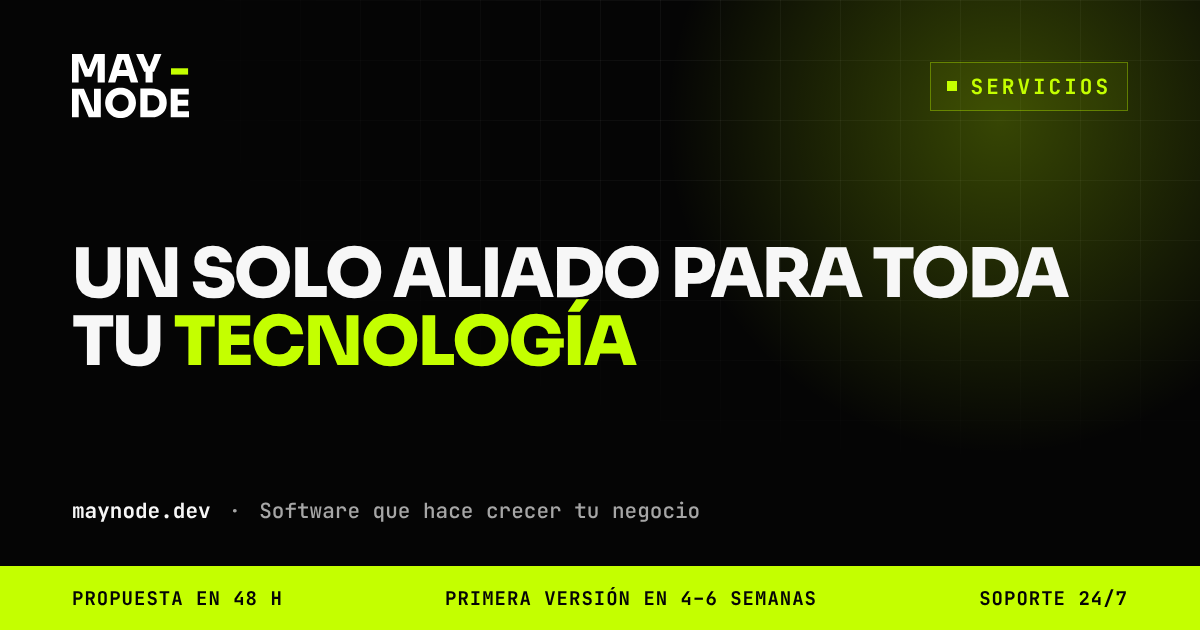 MAY –
NODE
SERVICIOS
UN SOLO ALIADO PARA TODA
TU TECNOLOGÍA
maynode.dev · Software que hace crecer tu negocio
PROPUESTA EN 48 H
PRIMERA VERSIÓN EN 4–6 SEMANAS
SOPORTE 24/7